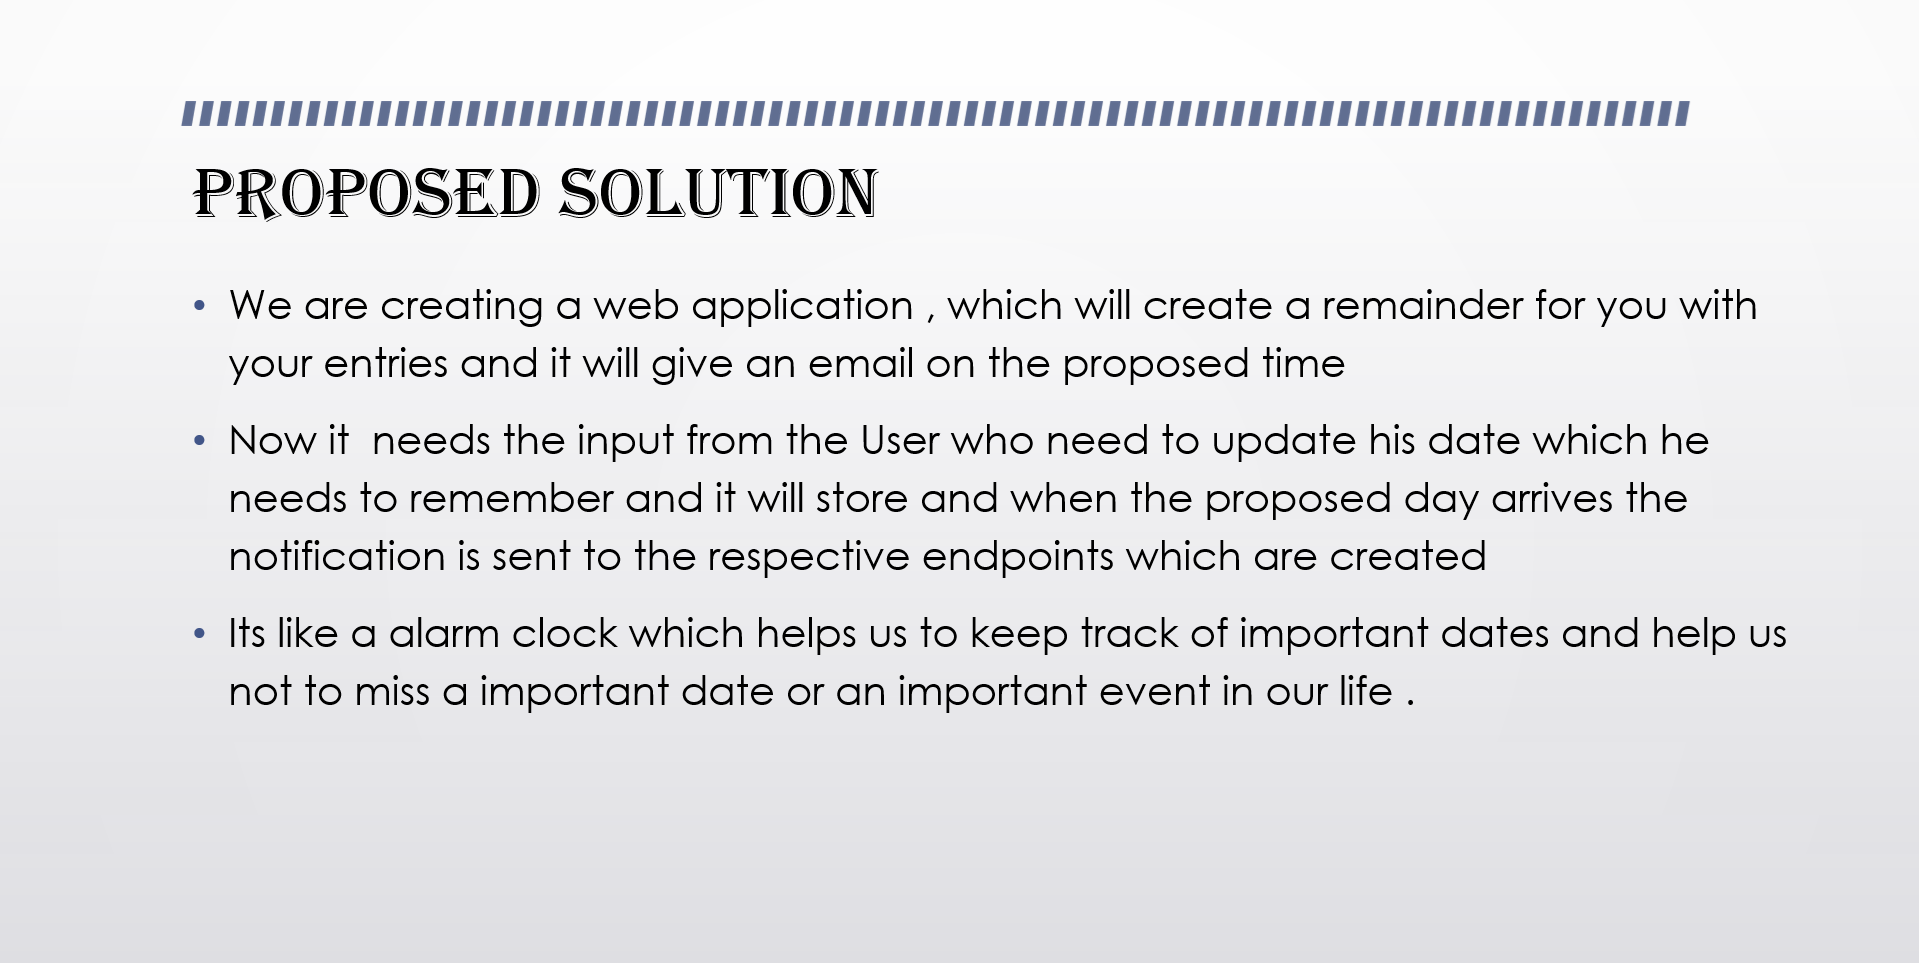 PROPOSED SOLUTION
• We are creating a web application , which will create a remainder for you with
your entries and it will give an email on the proposed time
• Now it  needs the input from the User who need to update his date which he
needs to remember and it will store and when the proposed day arrives the
notification is sent to the respective endpoints which are created
• Its like a alarm clock which helps us to keep track of important dates and help us
not to miss a important date or an important event in our life .